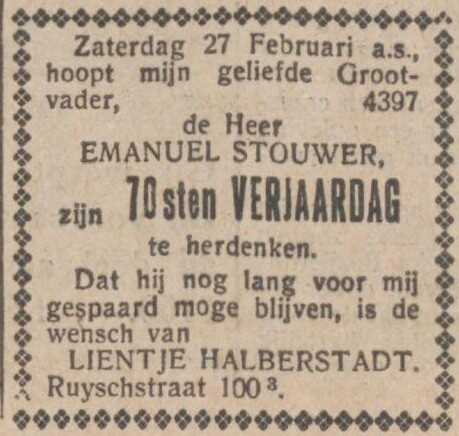 Zaterdag 27 Februari a.s.,
hoopt mijn geliefde Groot-
vader, 4397
de Heer
EMANUEL STOUWER,
zijn 70sten VERJAARDAG
te herdenken.
Dat hij nog lang voor mij
gespaard moge blijven, is de
wensch van
LIENTJE HALBERSTADT.
Ruyschstraat 100³.